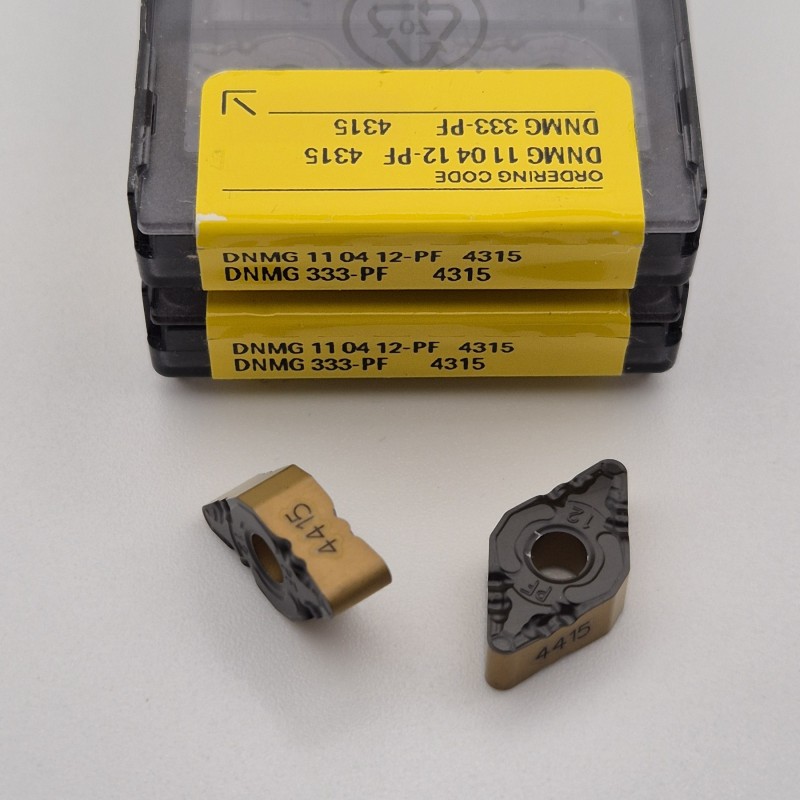 ORDERING CODE
DNMG 11 04 12-PF 4315
DNMG 333-PF 4315
DNMG 11 04 12-PF 4315
DNMG 333-PF 4315
DNMG 11 04 12-PF 4315
DNMG 333-PF 4315
4415
12
PF
4415